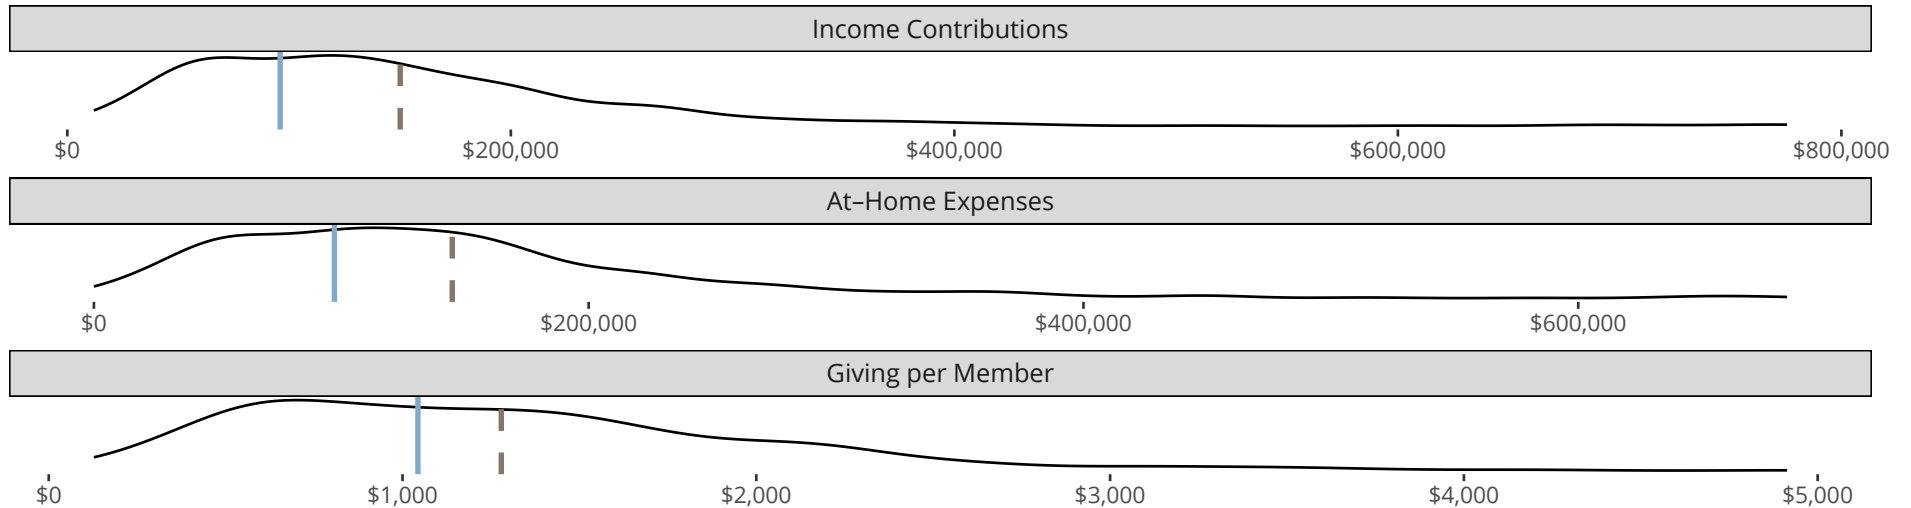 Income Contributions
$0 $200,000 $400,000 $600,000 $800,000
At–Home Expenses
$0 $200,000 $400,000 $600,000
Giving per Member
$0 $1,000 $2,000 $3,000 $4,000 $5,000